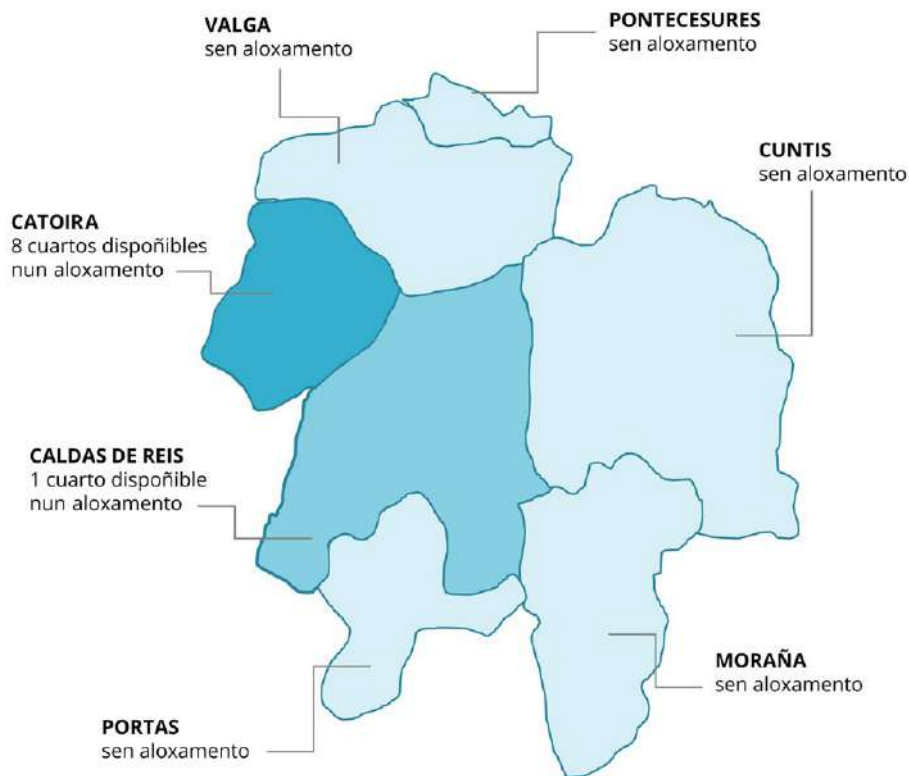 VALGA
sen aloxamento
PONTECESURES
sen aloxamento
CUNTIS
sen aloxamento
CATOIRA
8 cuartos dispoñibles
nun aloxamento
CALDAS DE REIS
1 cuarto dispoñible
nun aloxamento
MORAÑA
sen aloxamento
PORTAS
sen aloxamento